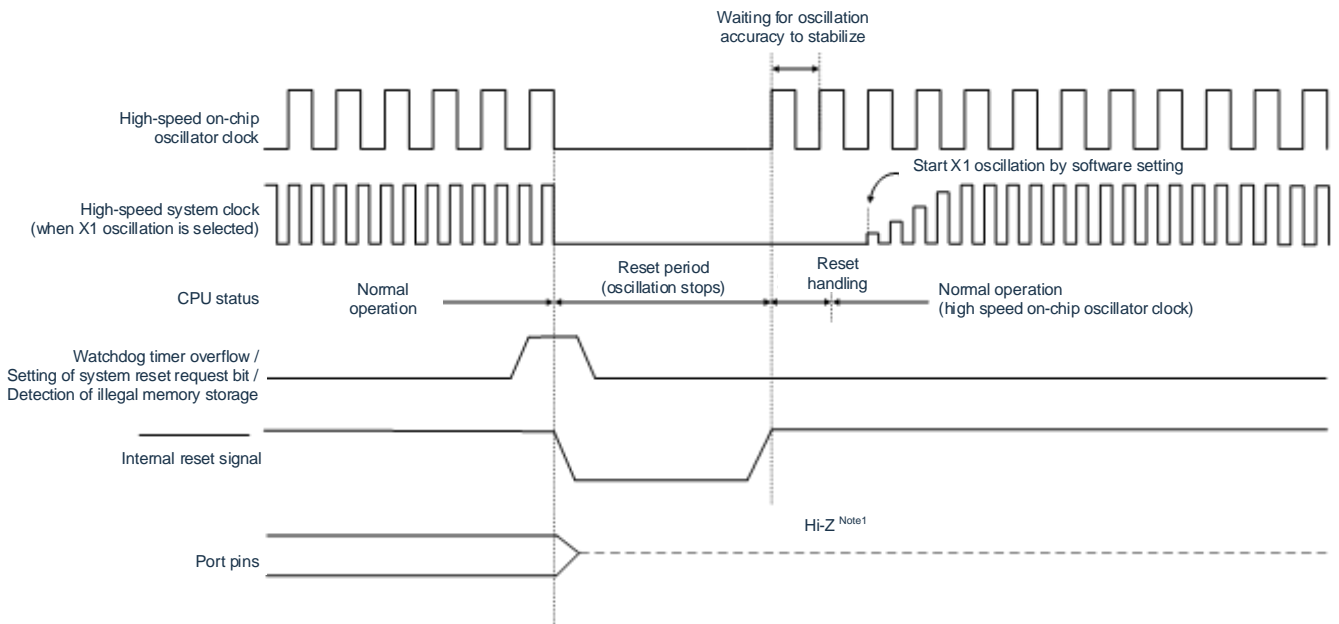 Waiting for oscillation
accuracy to stabilize
High-speed on-chip
oscillator clock
Start X1 oscillation by software setting
High-speed system clock
(when X1 oscillation is selected)
CPU status
Normal
operation
Reset period
(oscillation stops)
Reset
handling
Normal operation
(high speed on-chip oscillator clock)
Watchdog timer overflow /
Setting of system reset request bit /
Detection of illegal memory storage
Internal reset signal
Hi-Z Note1
Port pins